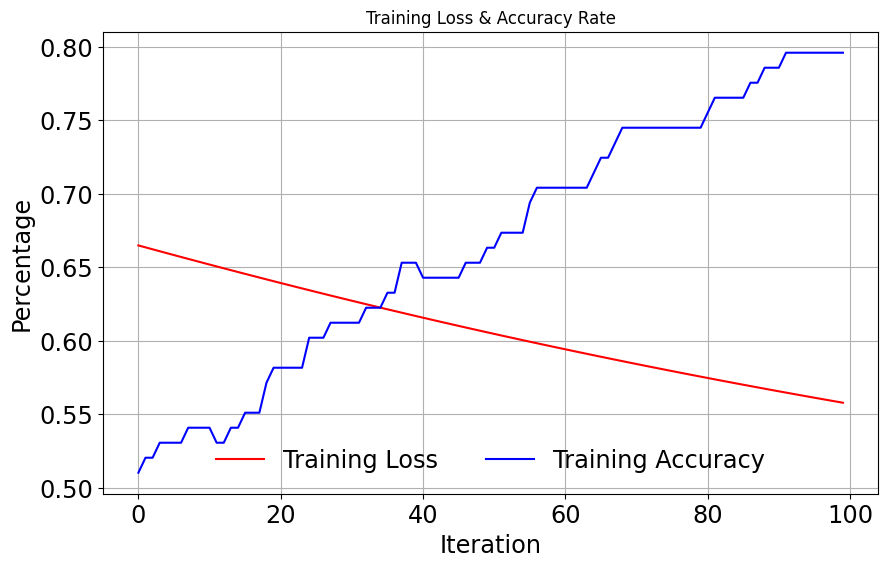 Training Loss & Accuracy Rate
0.80
0.75
0.70
0.65
0.60
0.55
0.50
Percentage
Training Loss
Training Accuracy
0 20 40 60 80 100
Iteration